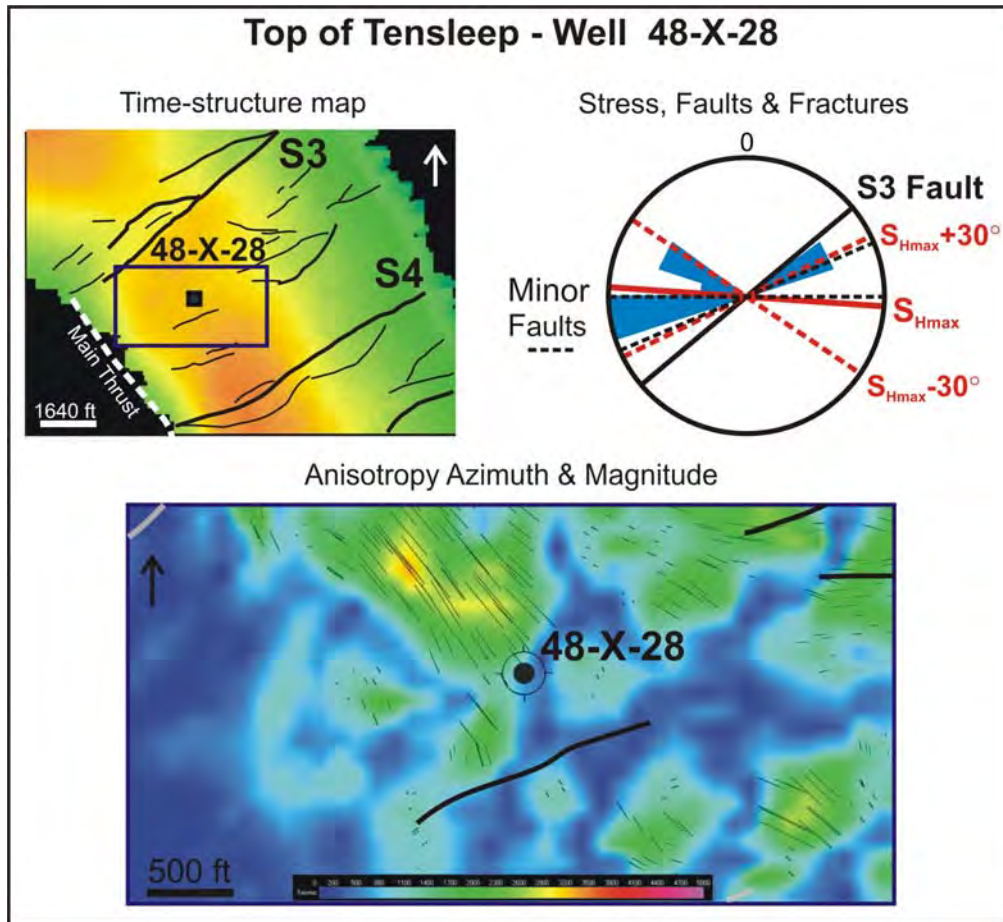 Top of Tensleep - Well 48-X-28
Time-structure map
S3
48-X-28
S4
Main Thrust
1640 ft
Stress, Faults & Fractures
0
S3 Fault
SHmax+30°
Minor
Faults
SHmax
SHmax-30°
Anisotropy Azimuth & Magnitude
48-X-28
500 ft